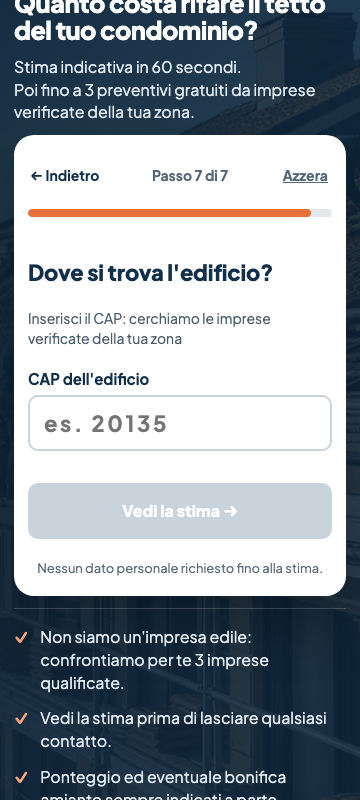 Quanto costa rifare il tetto
del tuo condominio?
Stima indicativa in 60 secondi.
Poi fino a 3 preventivi gratuiti da imprese
verificate della tua zona.
← Indietro Passo 7 di 7 Azzera
Dove si trova l'edificio?
Inserisci il CAP: cerchiamo le imprese
verificate della tua zona
CAP dell'edificio
es. 20135
Vedi la stima →
Nessun dato personale richiesto fino alla stima.
Non siamo un'impresa edile:
confrontiamo per te 3 imprese
qualificate.
Vedi la stima prima di lasciare qualsiasi
contatto.
Ponteggio ed eventuale bonifica
amianto sempre indicati a parte